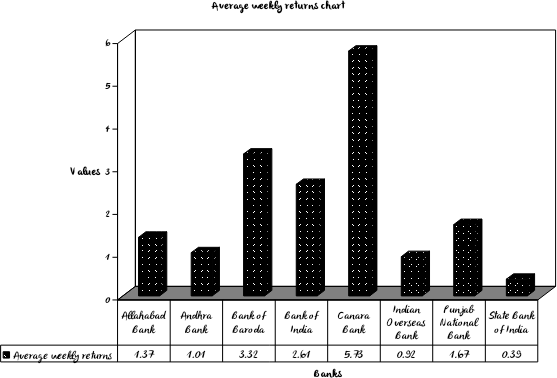 Average weekly returns chart
6
5
4
Values 3
2
1
0
Allahabad Bank Andhra Bank Bank of Baroda Bank of India Canara Bank Indian Overseas Bank Punjab National Bank State Bank of India
Average weekly returns 1.37 1.01 3.32 2.61 5.73 0.92 1.67 0.39
Banks